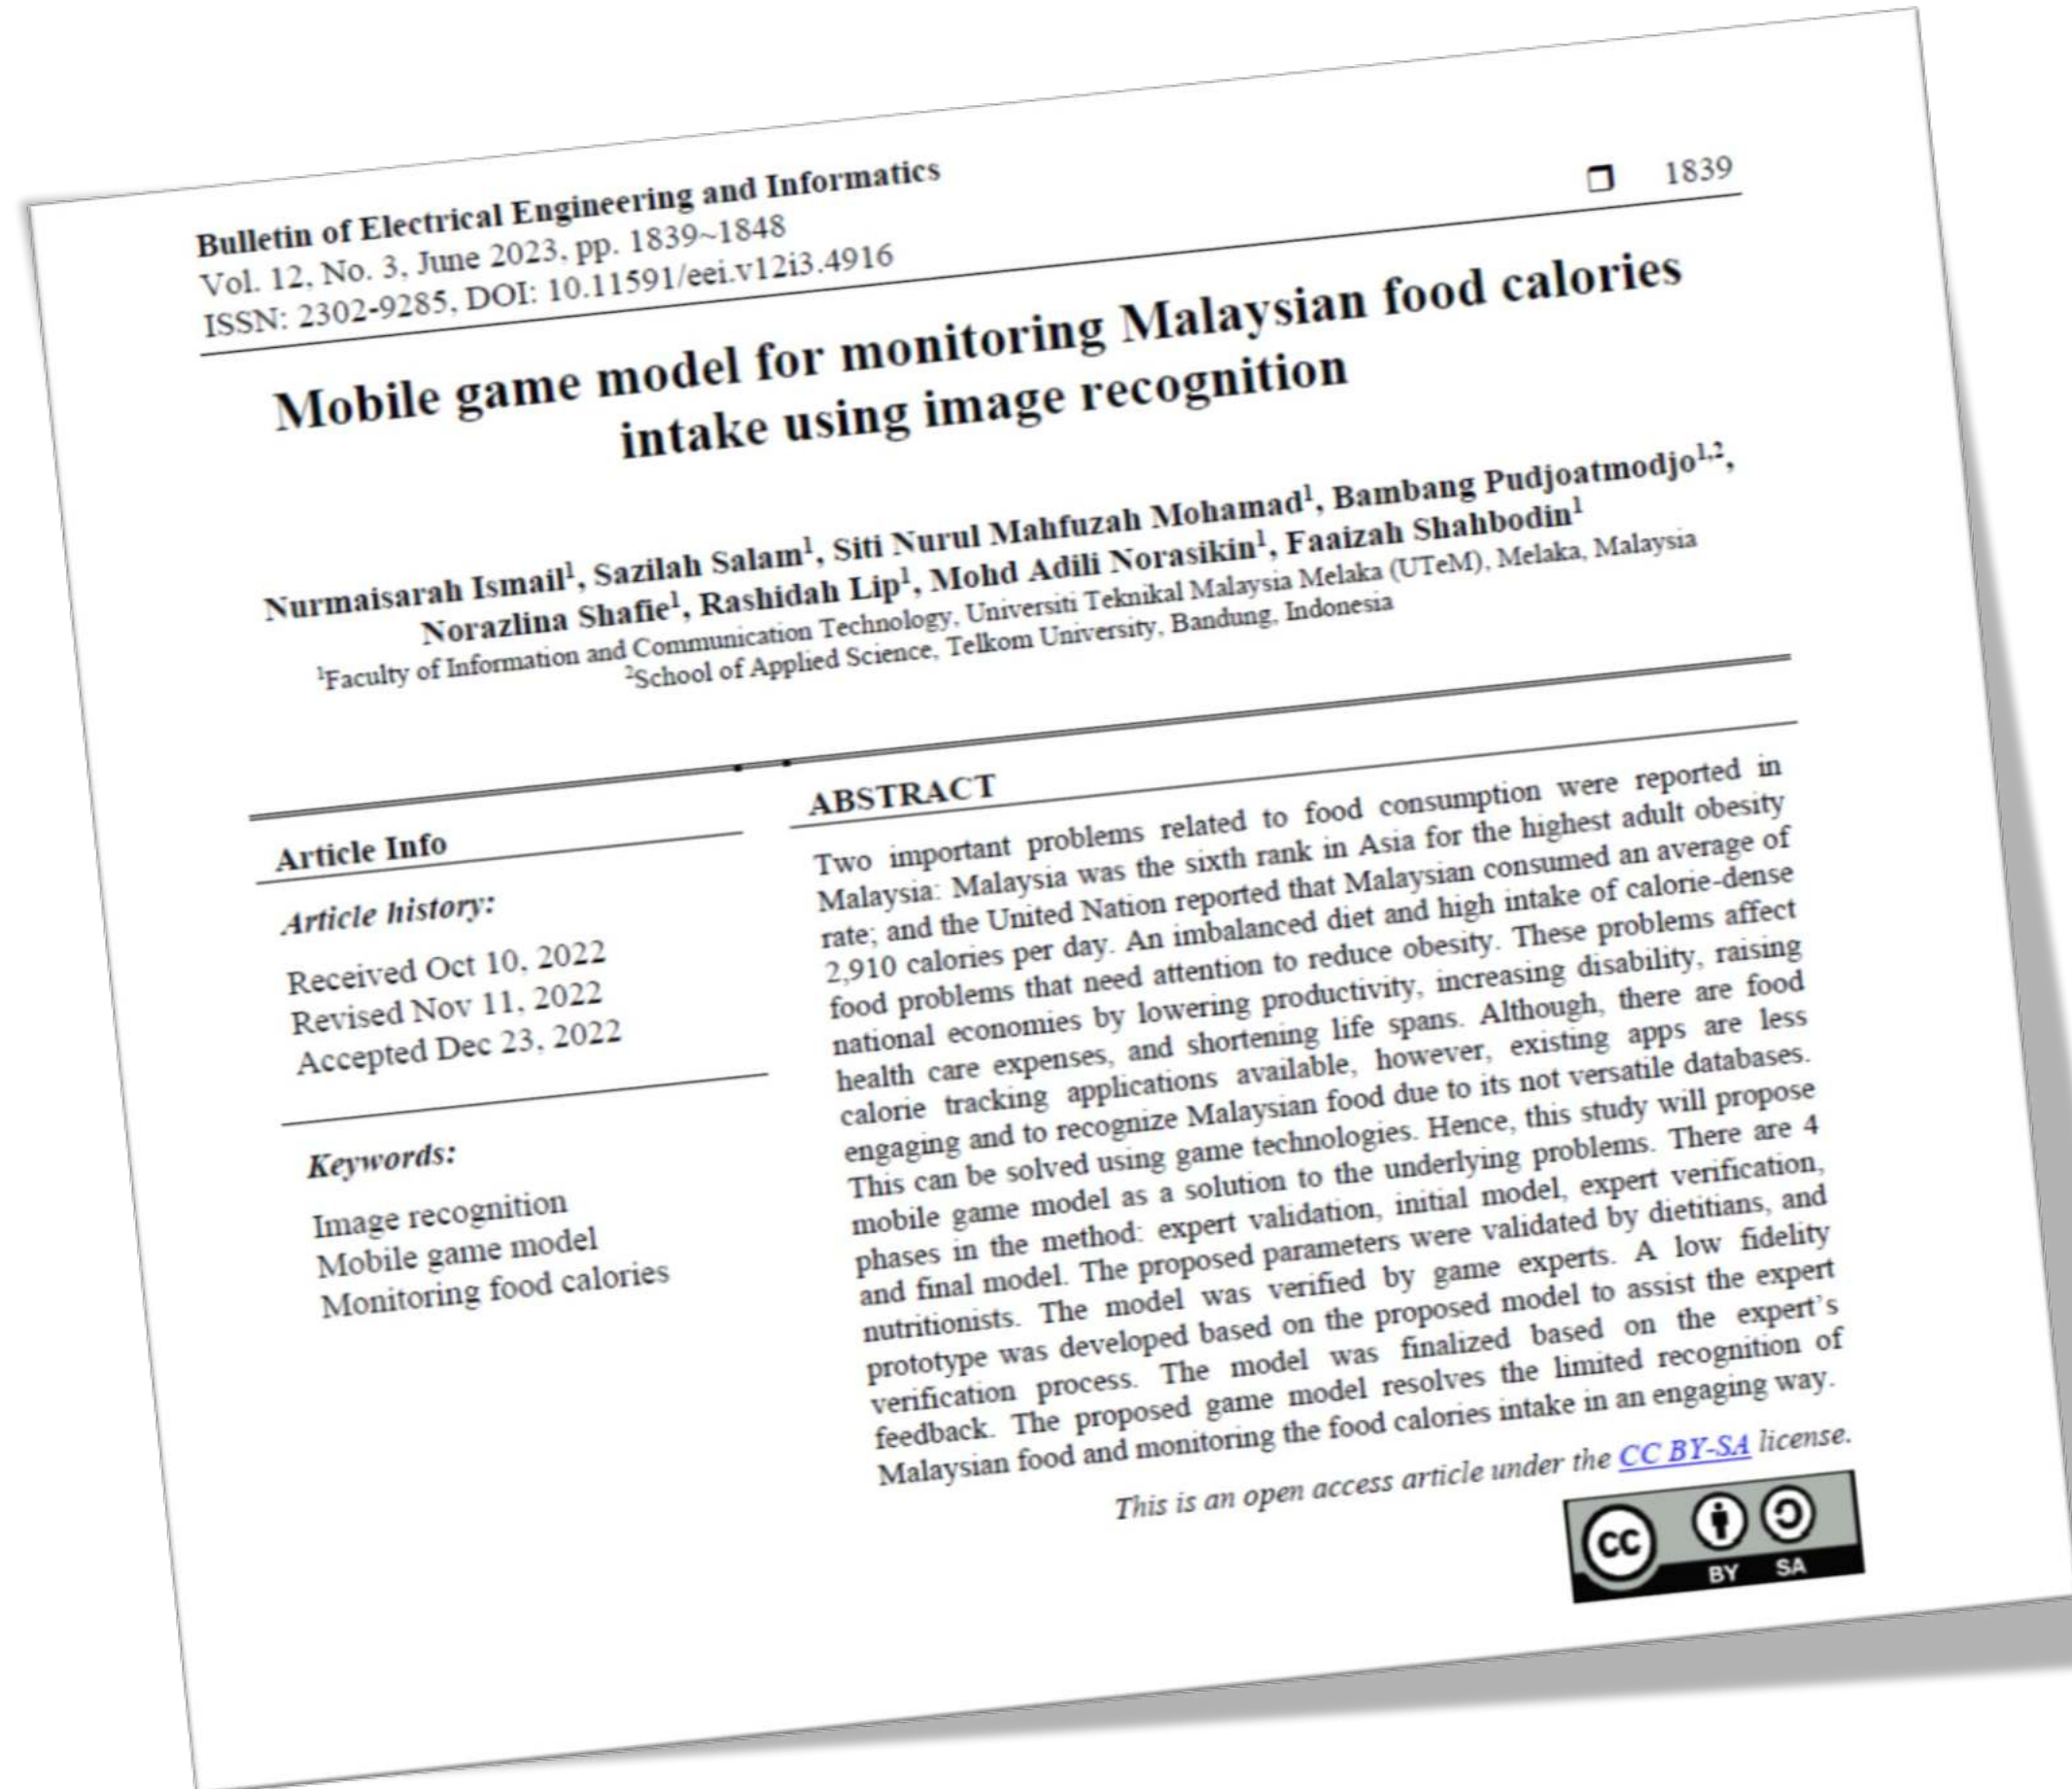 Bulletin of Electrical Engineering and Informatics
Vol. 12, No. 3, June 2023, pp. 1839~1848
ISSN: 2302-9285, DOI: 10.11591/eei.v12i3.4916
❒ 1839
Mobile game model for monitoring Malaysian food calories
intake using image recognition
Nurmaisarah Ismail¹, Sazilah Salam¹, Siti Nurul Mahfuzah Mohamad¹, Bambang Pudjoatmodjo¹,²,
Norazlina Shafie¹, Rashidah Lip¹, Mohd Adili Norasikin¹, Faaizah Shahbodin¹
¹Faculty of Information and Communication Technology, Universiti Teknikal Malaysia Melaka (UTeM), Melaka, Malaysia
²School of Applied Science, Telkom University, Bandung, Indonesia
Article Info
Article history:
Received Oct 10, 2022
Revised Nov 11, 2022
Accepted Dec 23, 2022
Keywords:
Image recognition
Mobile game model
Monitoring food calories
ABSTRACT
Two important problems related to food consumption were reported in
Malaysia: Malaysia was the sixth rank in Asia for the highest adult obesity
rate; and the United Nation reported that Malaysian consumed an average of
2,910 calories per day. An imbalanced diet and high intake of calorie-dense
food problems that need attention to reduce obesity. These problems affect
national economies by lowering productivity, increasing disability, raising
health care expenses, and shortening life spans. Although, there are food
calorie tracking applications available, however, existing apps are less
engaging and to recognize Malaysian food due to its not versatile databases.
This can be solved using game technologies. Hence, this study will propose
mobile game model as a solution to the underlying problems. There are 4
phases in the method: expert validation, initial model, expert verification,
and final model. The proposed parameters were validated by dietitians, and
nutritionists. The model was verified by game experts. A low fidelity
prototype was developed based on the proposed model to assist the expert
verification process. The model was finalized based on the expert's
feedback. The proposed game model resolves the limited recognition of
Malaysian food and monitoring the food calories intake in an engaging way.
This is an open access article under the CC BY-SA license.
cc
BY SA